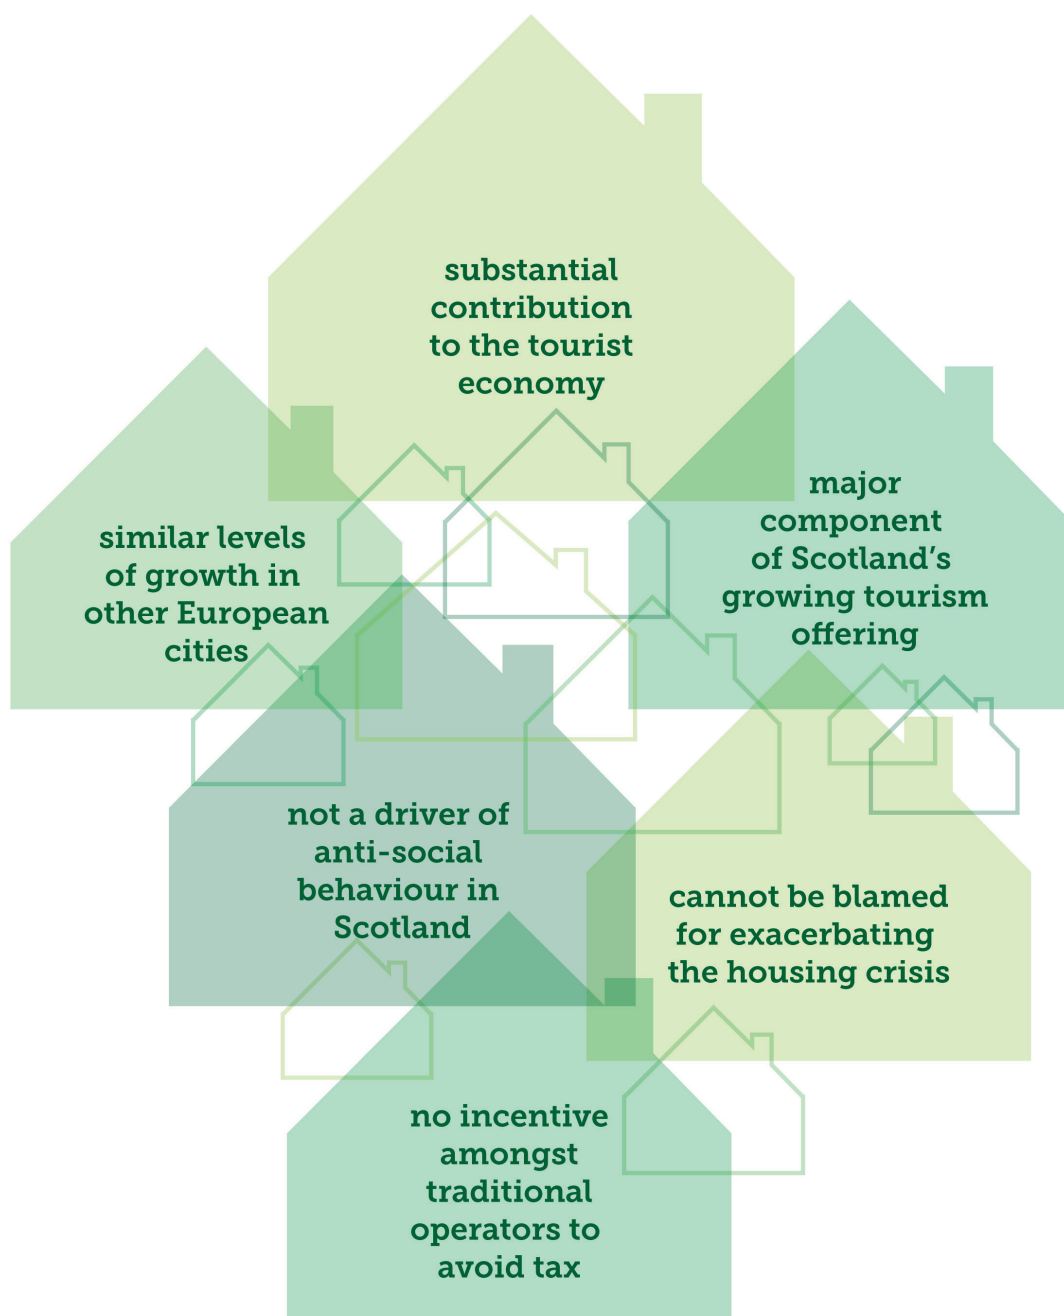 substantial
contribution
to the tourist
economy
major
component
of Scotland’s
growing tourism
offering
similar levels
of growth in
other European
cities
not a driver of
anti-social
behaviour in
Scotland
cannot be blamed
for exacerbating
the housing crisis
no incentive
amongst
traditional
operators to
avoid tax